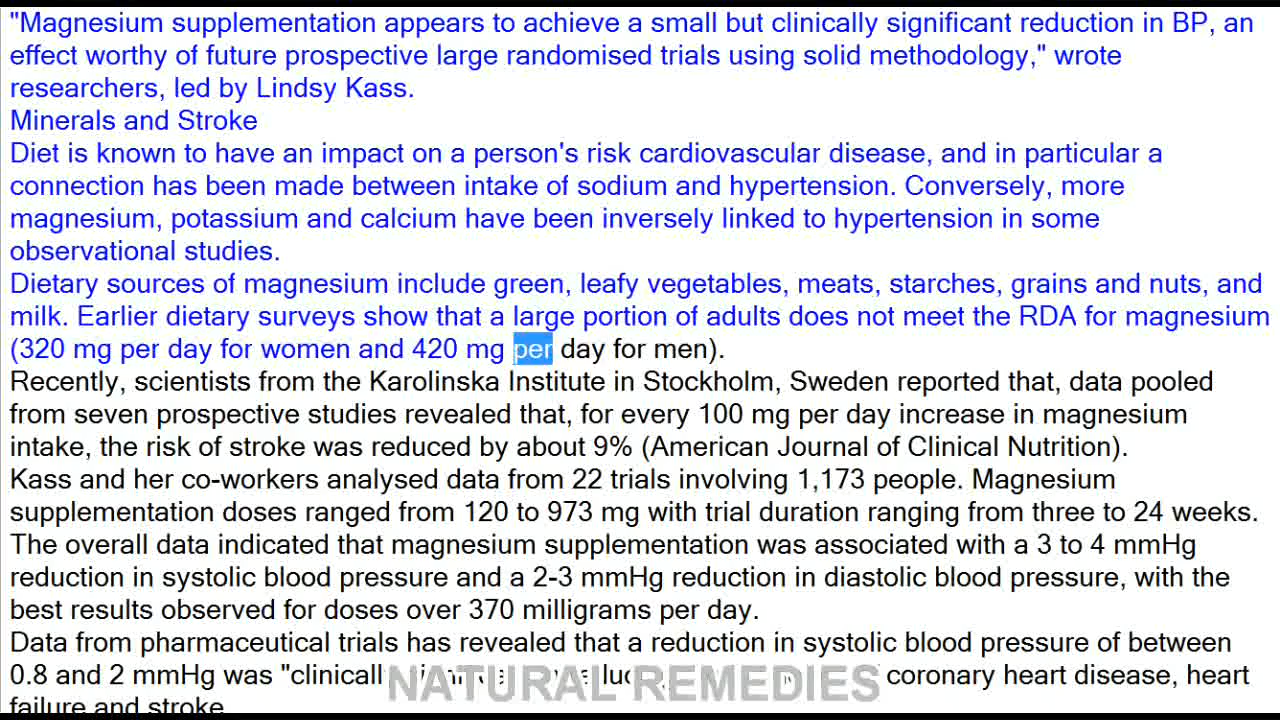 "Magnesium supplementation appears to achieve a small but clinically significant reduction in BP, an
effect worthy of future prospective large randomised trials using solid methodology," wrote
researchers, led by Lindsy Kass.
Minerals and Stroke
Diet is known to have an impact on a person's risk cardiovascular disease, and in particular a
connection has been made between intake of sodium and hypertension. Conversely, more
magnesium, potassium and calcium have been inversely linked to hypertension in some
observational studies.
Dietary sources of magnesium include green, leafy vegetables, meats, starches, grains and nuts, and
milk. Earlier dietary surveys show that a large portion of adults does not meet the RDA for magnesium
(320 mg per day for women and 420 mg per day for men).
Recently, scientists from the Karolinska Institute in Stockholm, Sweden reported that, data pooled
from seven prospective studies revealed that, for every 100 mg per day increase in magnesium
intake, the risk of stroke was reduced by about 9% (American Journal of Clinical Nutrition).
Kass and her co-workers analysed data from 22 trials involving 1,173 people. Magnesium
supplementation doses ranged from 120 to 973 mg with trial duration ranging from three to 24 weeks.
The overall data indicated that magnesium supplementation was associated with a 3 to 4 mmHg
reduction in systolic blood pressure and a 2-3 mmHg reduction in diastolic blood pressure, with the
best results observed for doses over 370 milligrams per day.
Data from pharmaceutical trials has revealed that a reduction in systolic blood pressure of between
0.8 and 2 mmHg was "clinically coronary heart disease, heart
NATURAL REMEDIES
failure and stroke